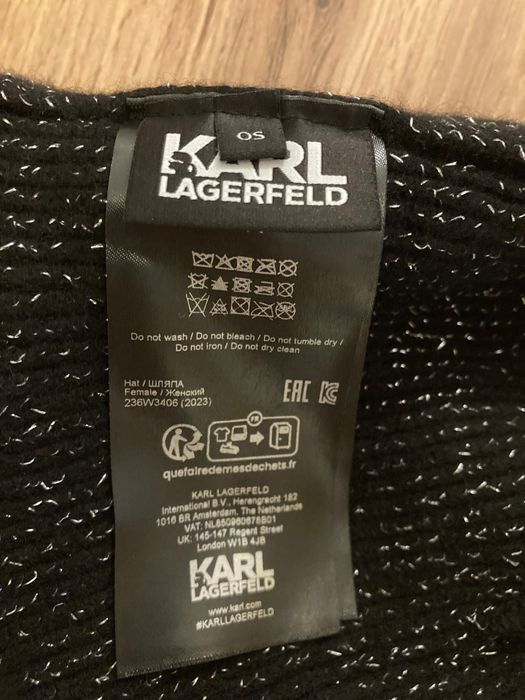 OS
KARL
LAGERFELD
Do not wash / Do not bleach / Do not tumble dry /
Do not iron / Do not dry clean
Hat / ШЛЯПА
Female / Женский
236W3406 (2023)
EAC
FR
quefairedemesdechets.fr
KARL LAGERFELD
International B.V., Herengracht 182
1016 BR Amsterdam, The Netherlands
VAT: NL850960678B01
UK: 145-147 Regent Street
London W1B 4JB
KARL
LAGERFELD
www.karl.com
#KARLLAGERFELD